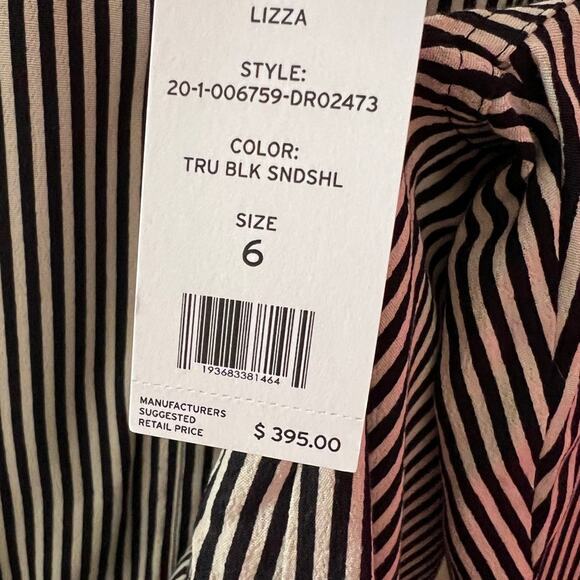 LIZZA
STYLE:
20-1-006759-DR02473
COLOR:
TRU BLK SNDSHL
SIZE
6
193683381464
MANUFACTURERS
SUGGESTED
RETAIL PRICE
$ 395.00